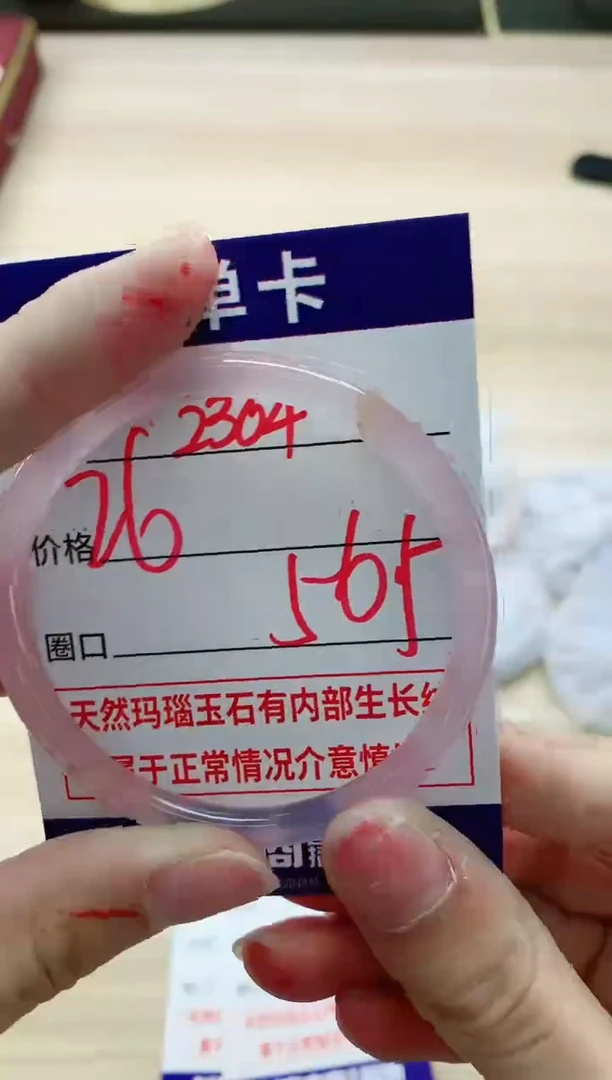 单卡
2304
价格 26
圈口 565
天然玛瑙玉石有内部生长
属于正常情况介意慎